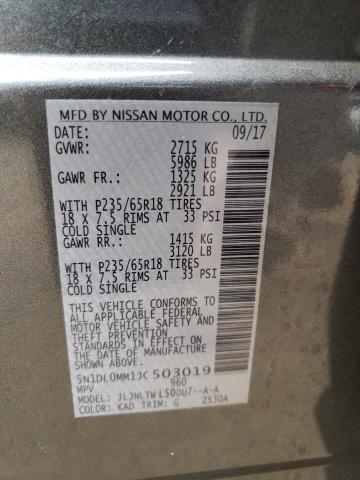 MFD BY NISSAN MOTOR CO., LTD.
DATE: 09/17
GVWR: 2715 KG
5986 LB
GAWR FR.: 1325 KG
2921 LB
WITH P235/65R18 TIRES
18 X 7.5 RIMS AT 33 PSI
COLD SINGLE
GAWR RR.: 1415 KG
3120 LB
WITH P235/65R18 TIRES
18 X 7.5 RIMS AT 33 PSI
COLD SINGLE
THIS VEHICLE CONFORMS TO
ALL APPLICABLE FEDERAL
MOTOR VEHICLE SAFETY AND
THEFT PREVENTION
STANDARDS IN EFFECT ON
THE DATE OF MANUFACTURE
SHOWN ABOVE.
5N1DL0MM1JC503019
MPV 960
MODEL: JLJNLTWL50DU7--A-A
COLOR: KAD TRIM: G ZS30A